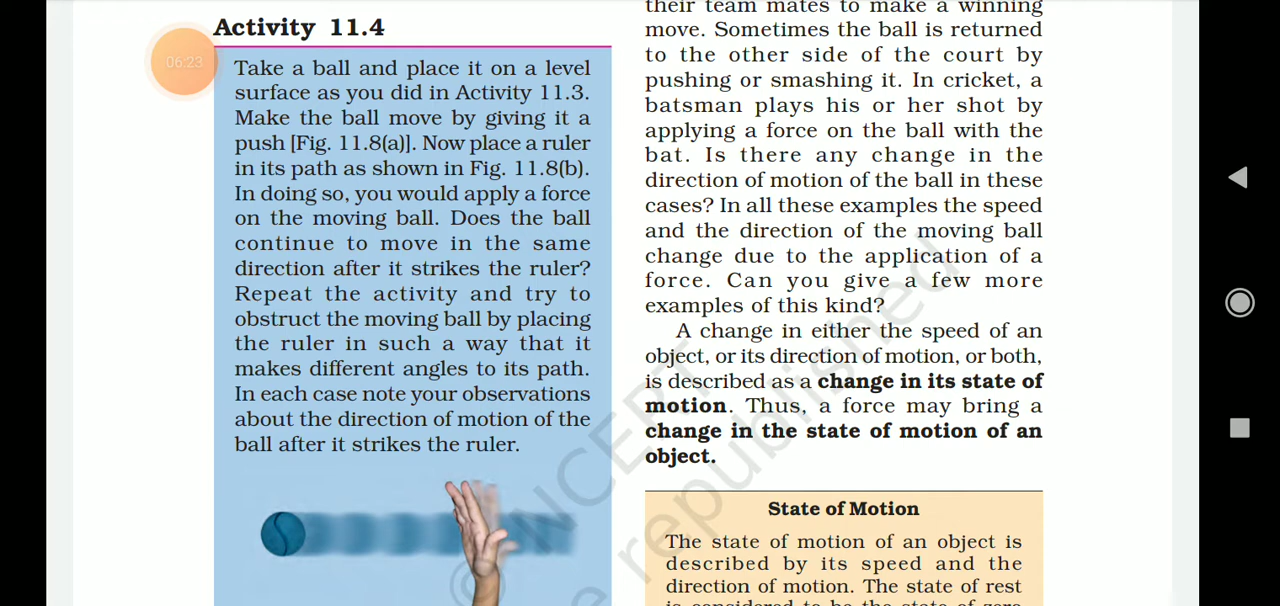 Activity 11.4
06:23
Take a ball and place it on a level
surface as you did in Activity 11.3.
Make the ball move by giving it a
push [Fig. 11.8(a)]. Now place a ruler
in its path as shown in Fig. 11.8(b).
In doing so, you would apply a force
on the moving ball. Does the ball
continue to move in the same
direction after it strikes the ruler?
Repeat the activity and try to
obstruct the moving ball by placing
the ruler in such a way that it
makes different angles to its path.
In each case note your observations
about the direction of motion of the
ball after it strikes the ruler.
their team mates to make a winning
move. Sometimes the ball is returned
to the other side of the court by
pushing or smashing it. In cricket, a
batsman plays his or her shot by
applying a force on the ball with the
bat. Is there any change in the
direction of motion of the ball in these
cases? In all these examples the speed
and the direction of the moving ball
change due to the application of a
force. Can you give a few more
examples of this kind?
A change in either the speed of an
object, or its direction of motion, or both,
is described as a change in its state of
motion. Thus, a force may bring a
change in the state of motion of an
object.
State of Motion
The state of motion of an object is
described by its speed and the
direction of motion. The state of rest
is considered to be the state of zero
© NCERT
be republished